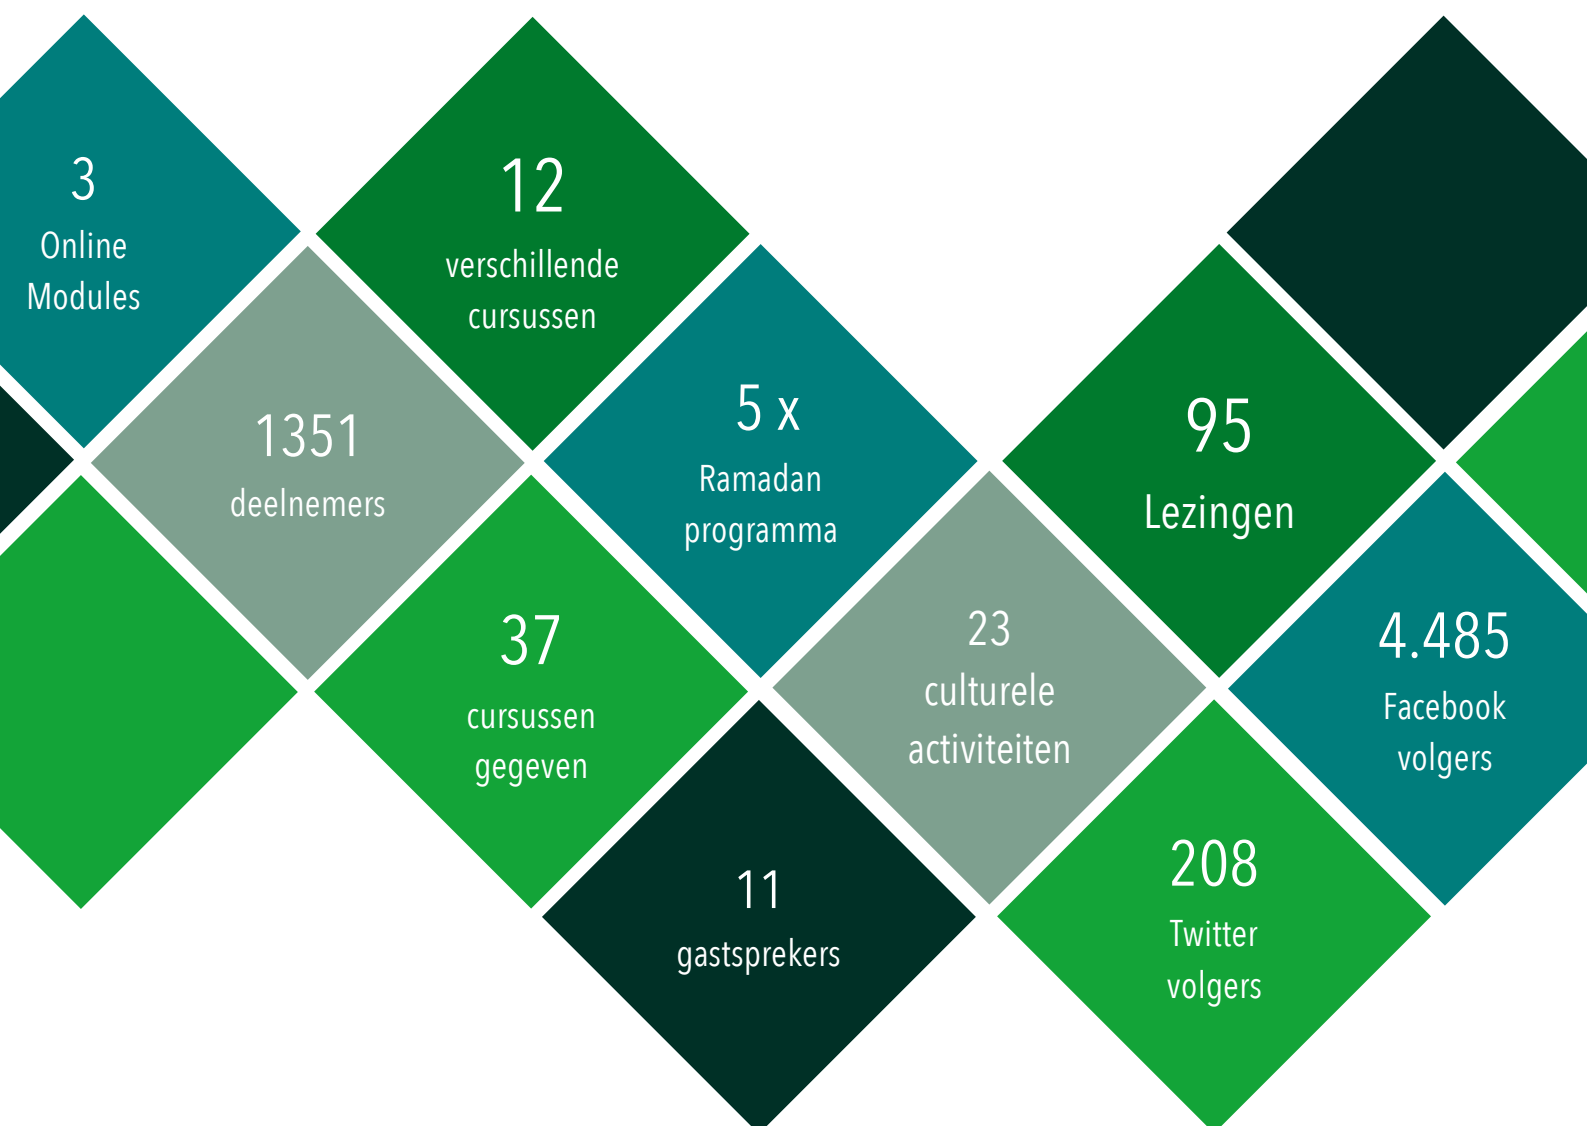 3
Online
Modules
12
verschillende
cursussen
1351
deelnemers
5 x
Ramadan
programma
95
Lezingen
37
cursussen
gegeven
23
culturele
activiteiten
4.485
Facebook
volgers
11
gastsprekers
208
Twitter
volgers